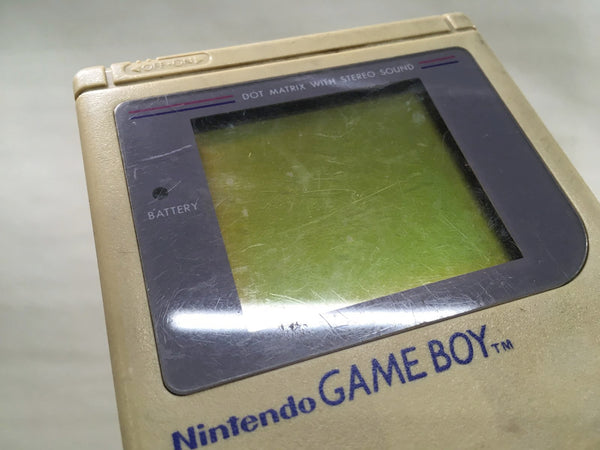 OFF•ON
DOT MATRIX WITH STEREO SOUND
BATTERY
Nintendo GAME BOY™